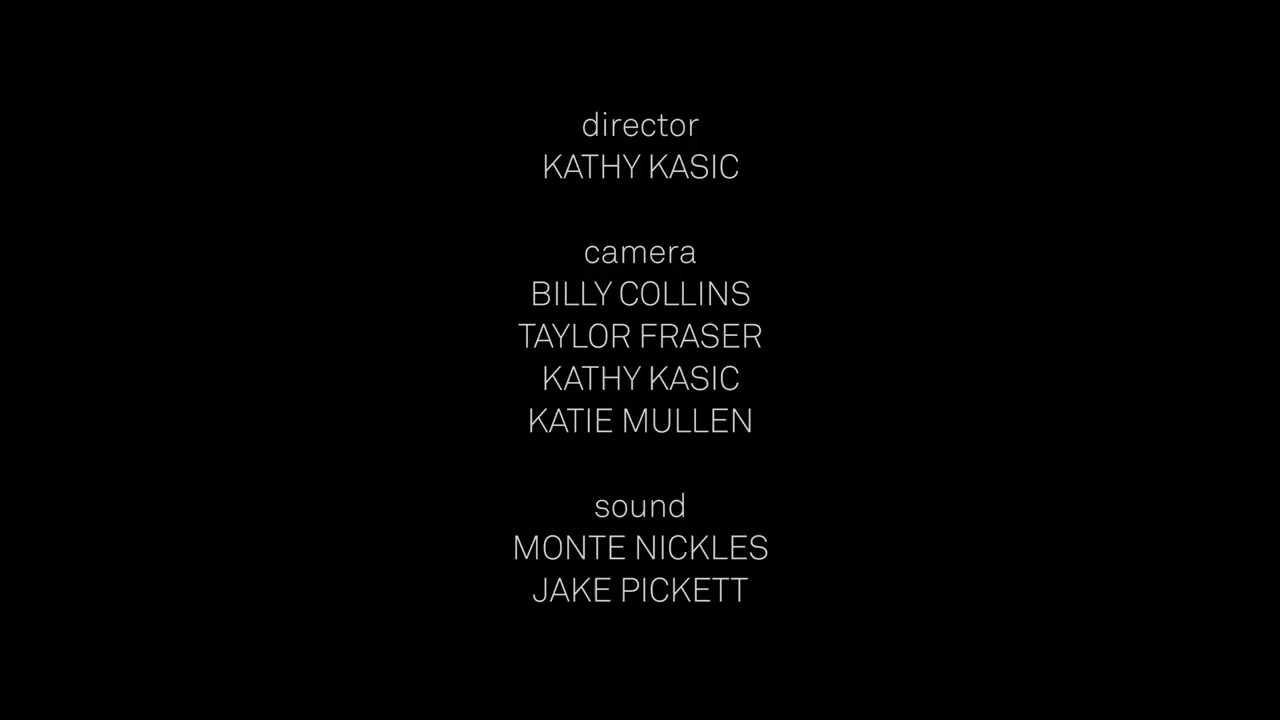 director
KATHY KASIC
camera
BILLY COLLINS
TAYLOR FRASER
KATHY KASIC
KATIE MULLEN
sound
MONTE NICKLES
JAKE PICKETT